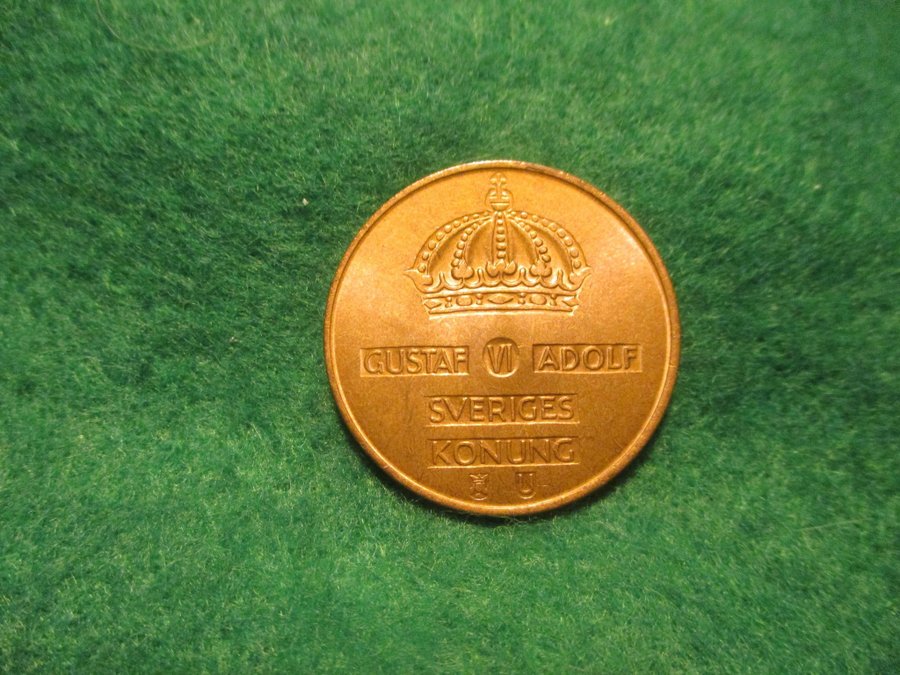 GUSTAF VI ADOLF
SVERIGES
KONUNG
U